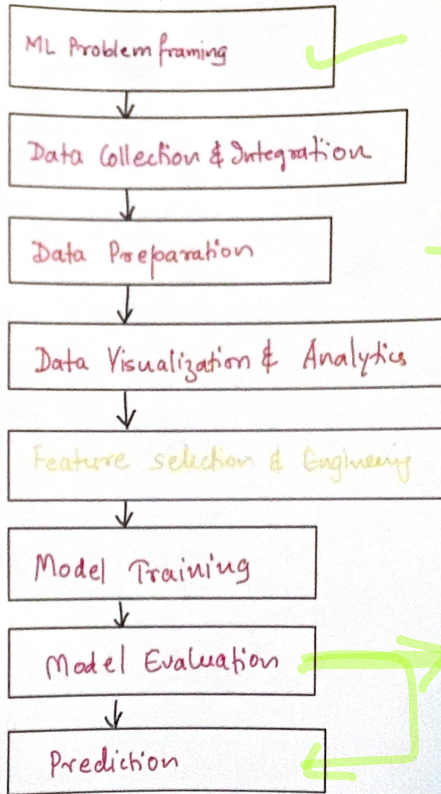 ML Problem framing
Data Collection & Integration
Data Preparation
Data Visualization & Analytics
Feature selection & Engineering
Model Training
Model Evaluation
Prediction